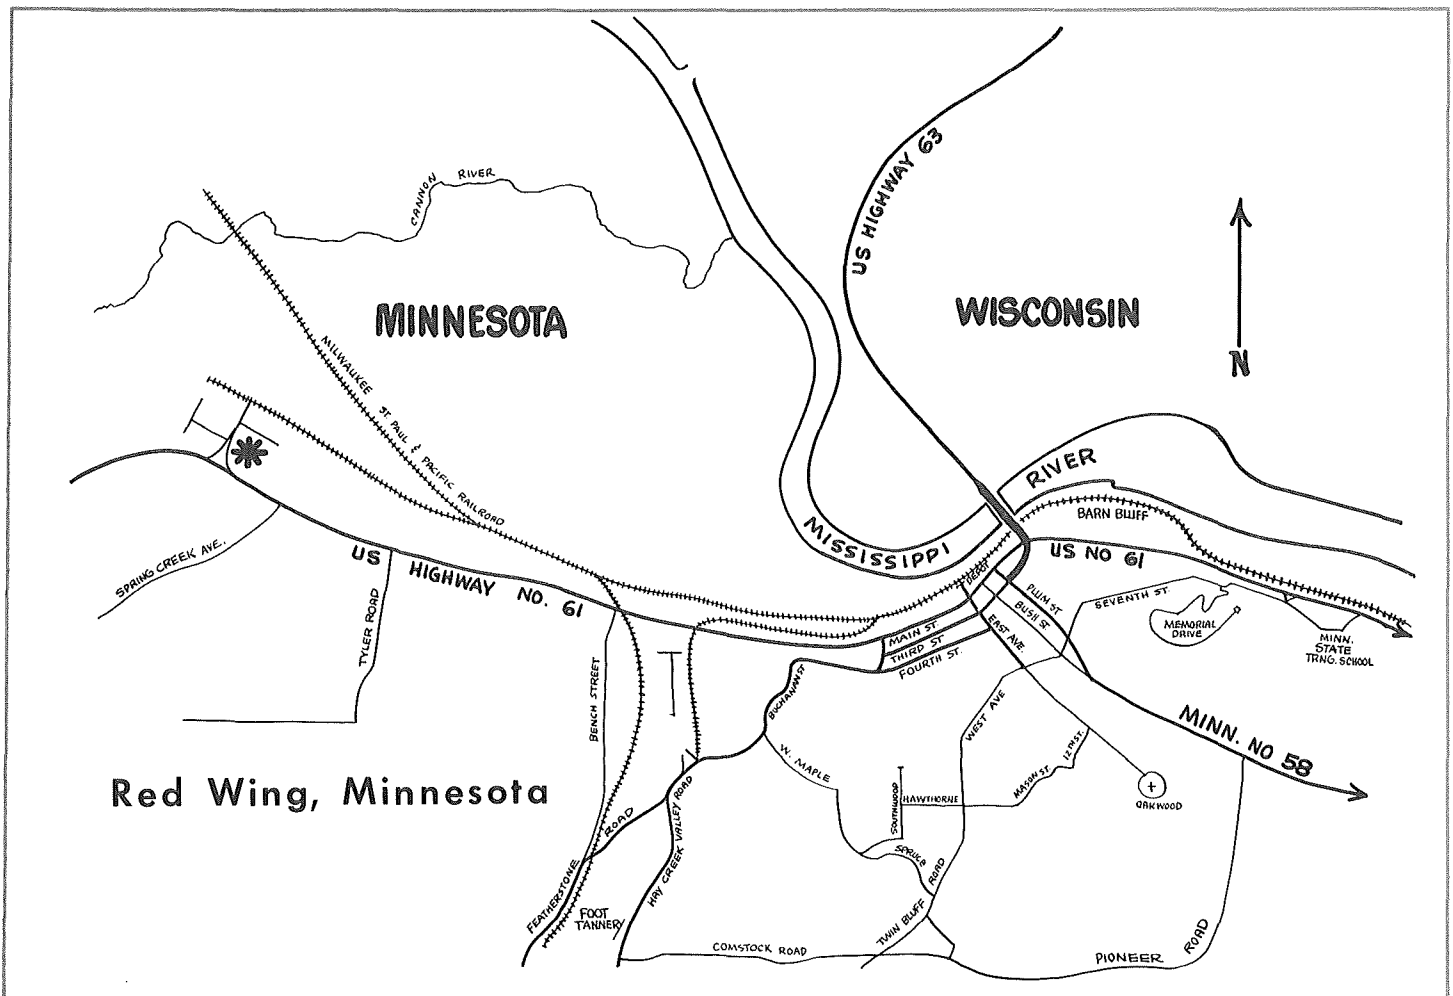 CANNON RIVER
US HIGHWAY 63
MINNESOTA
WISCONSIN
N
MILWAUKEE ST. PAUL & PACIFIC RAILROAD
RIVER
BARN BLUFF
MISSISSIPPI
US NO 61
SPRING CREEK AVE.
US HIGHWAY NO. 61
TYLER ROAD
DEPOT
PLUM ST
BUSH ST
EAST AVE.
SEVENTH ST.
MEMORIAL
DRIVE
MINN.
STATE
TRNG. SCHOOL
MAIN ST.
THIRD ST
FOURTH ST.
BENCH STREET
BUCHANAN ST
WEST AVE
MINN. NO 58
W. MAPLE
12TH ST.
MASON ST
Red Wing, Minnesota
SOUTHWOOD
HAWTHORNE
OAKWOOD
FEATHERSTONE ROAD
HAY CREEK VALLEY ROAD
SPRUCE
FOOT
TANNERY
TWIN BLUFF ROAD
COMSTOCK ROAD
PIONEER ROAD